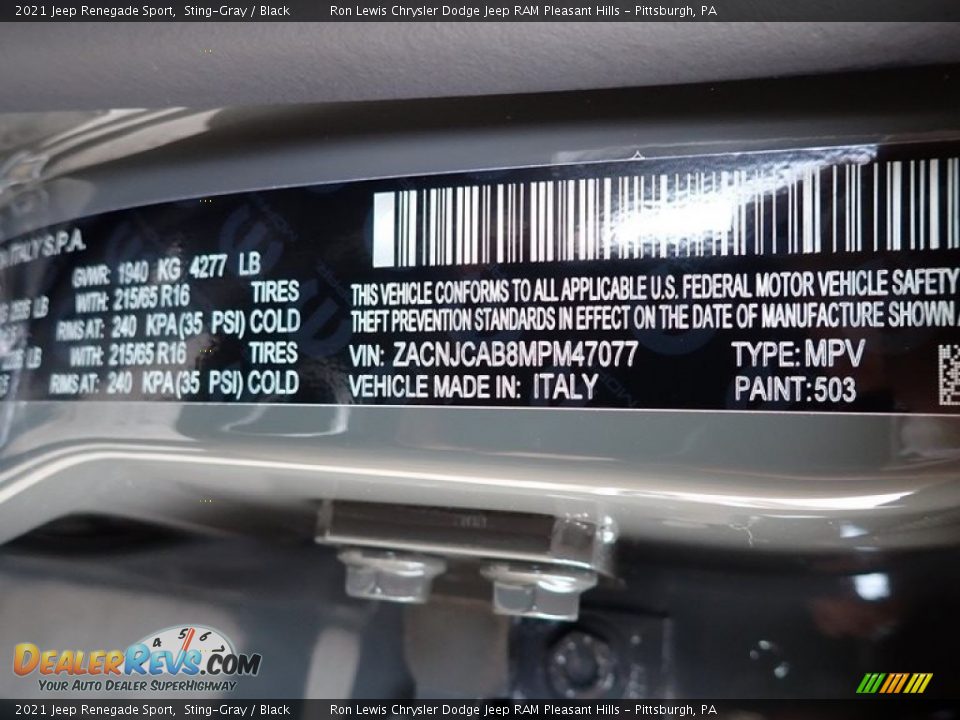 2021 Jeep Renegade Sport, Sting-Gray / Black Ron Lewis Chrysler Dodge Jeep RAM Pleasant Hills - Pittsburgh, PA
ITALY S.P.A.
GVWR: 1940 KG 4277 LB
LB WITH: 215/65 R16 TIRES
RIMS AT: 240 KPA(35 PSI) COLD
LB WITH: 215/65 R16 TIRES
RIMS AT: 240 KPA(35 PSI) COLD
THIS VEHICLE CONFORMS TO ALL APPLICABLE U.S. FEDERAL MOTOR VEHICLE SAFETY
THEFT PREVENTION STANDARDS IN EFFECT ON THE DATE OF MANUFACTURE SHOWN
VIN: ZACNJCAB8MPM47077 TYPE: MPV
VEHICLE MADE IN: ITALY PAINT: 503
4 5 6
DEALERREVS.COM
YOUR AUTO DEALER SUPERHIGHWAY
2021 Jeep Renegade Sport, Sting-Gray / Black Ron Lewis Chrysler Dodge Jeep RAM Pleasant Hills - Pittsburgh, PA